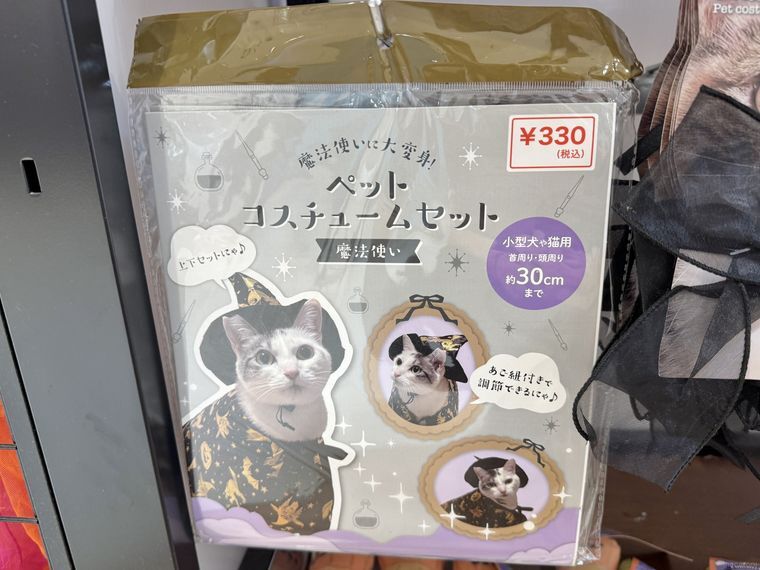 Pet cost
¥330
(税込)
魔法使いに大変身!
ペット
コスチュームセット
魔法使い
小型犬や猫用
首周り・頭周り
約30cm
まで
上下セットにゃ♪
あご紐付きで
調節できるにゃ♪